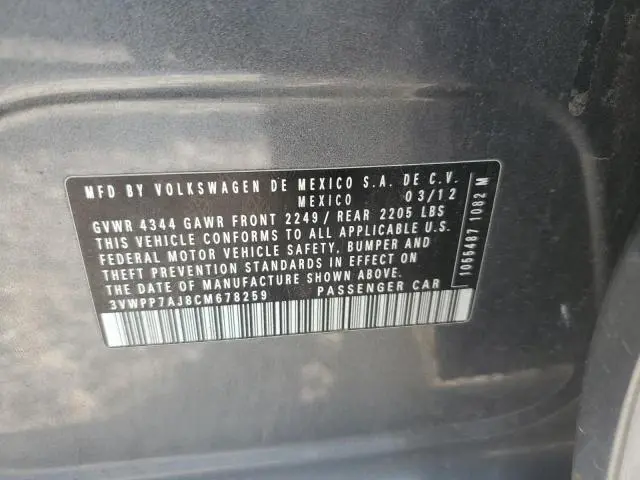 MFD BY VOLKSWAGEN DE MEXICO S.A. DE C.V.
MEXICO 03/12
GVWR 4344 GAWR FRONT 2249/ REAR 2205 LBS
THIS VEHICLE CONFORMS TO ALL APPLICABLE U.S.
FEDERAL MOTOR VEHICLE SAFETY, BUMPER AND
THEFT PREVENTION STANDARDS IN EFFECT ON
THE DATE OF MANUFACTURE SHOWN ABOVE.
3VWPP7AJ8CM678259 PASSENGER CAR
1055487 1082 M